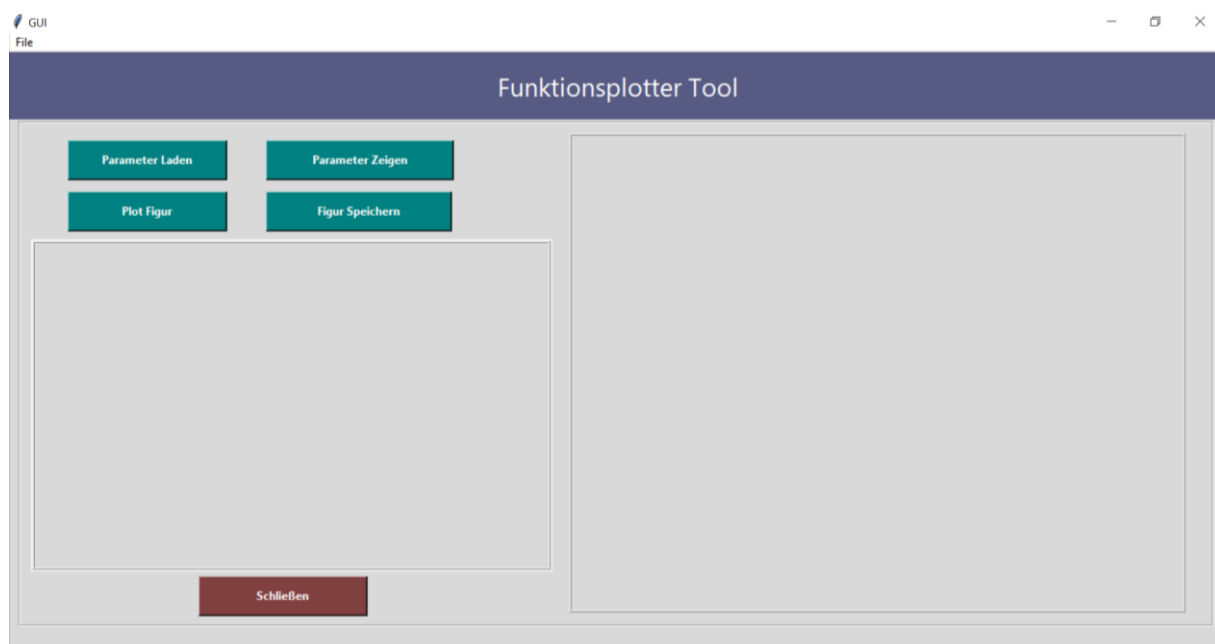 GUI
File
Funktionsplotter Tool
Parameter Laden
Parameter Zeigen
Plot Figur
Figur Speichern
Schließen